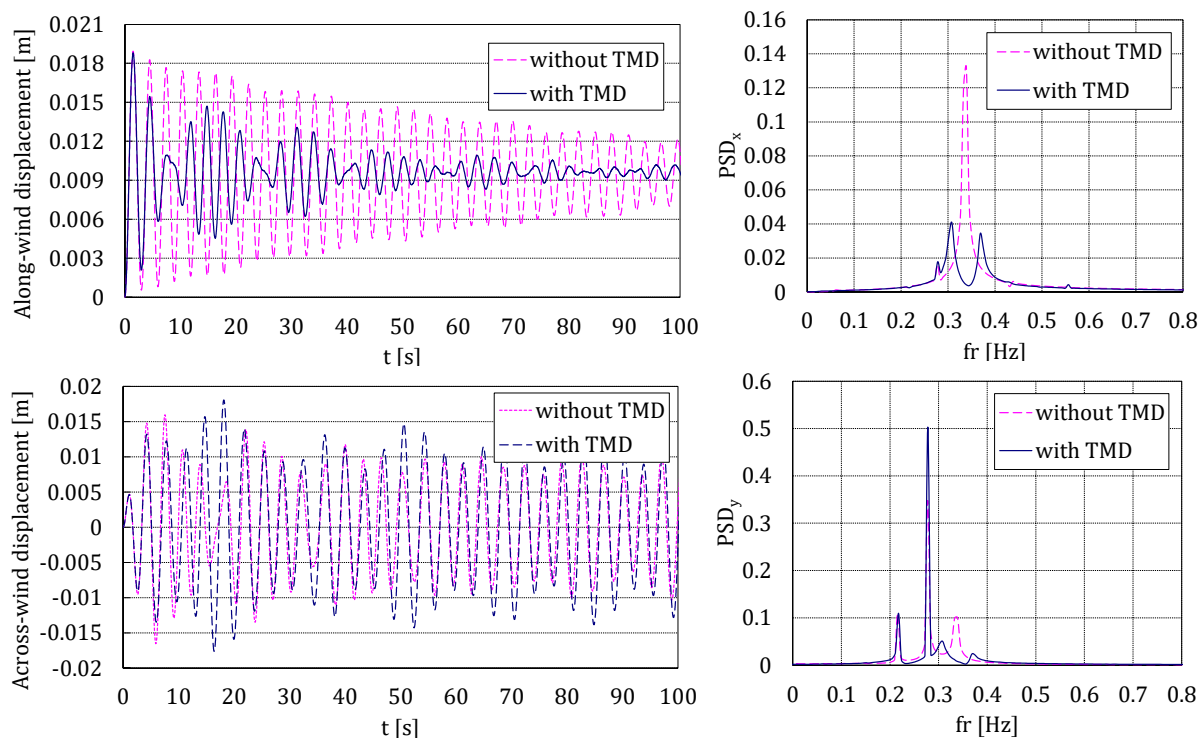 Along-wind displacement [m]
0.021
0.018
0.015
0.012
0.009
0.006
0.003
0
without TMD
with TMD
0 10 20 30 40 50 60 70 80 90 100
t [s]
PSDx
0.16
0.14
0.12
0.1
0.08
0.06
0.04
0.02
0
without TMD
with TMD
0 0.1 0.2 0.3 0.4 0.5 0.6 0.7 0.8
fr [Hz]
Across-wind displacement [m]
0.02
0.015
0.01
0.005
0
-0.005
-0.01
-0.015
-0.02
without TMD
with TMD
0 10 20 30 40 50 60 70 80 90 100
t [s]
PSDy
0.6
0.5
0.4
0.3
0.2
0.1
0
without TMD
with TMD
0 0.1 0.2 0.3 0.4 0.5 0.6 0.7 0.8
fr [Hz]